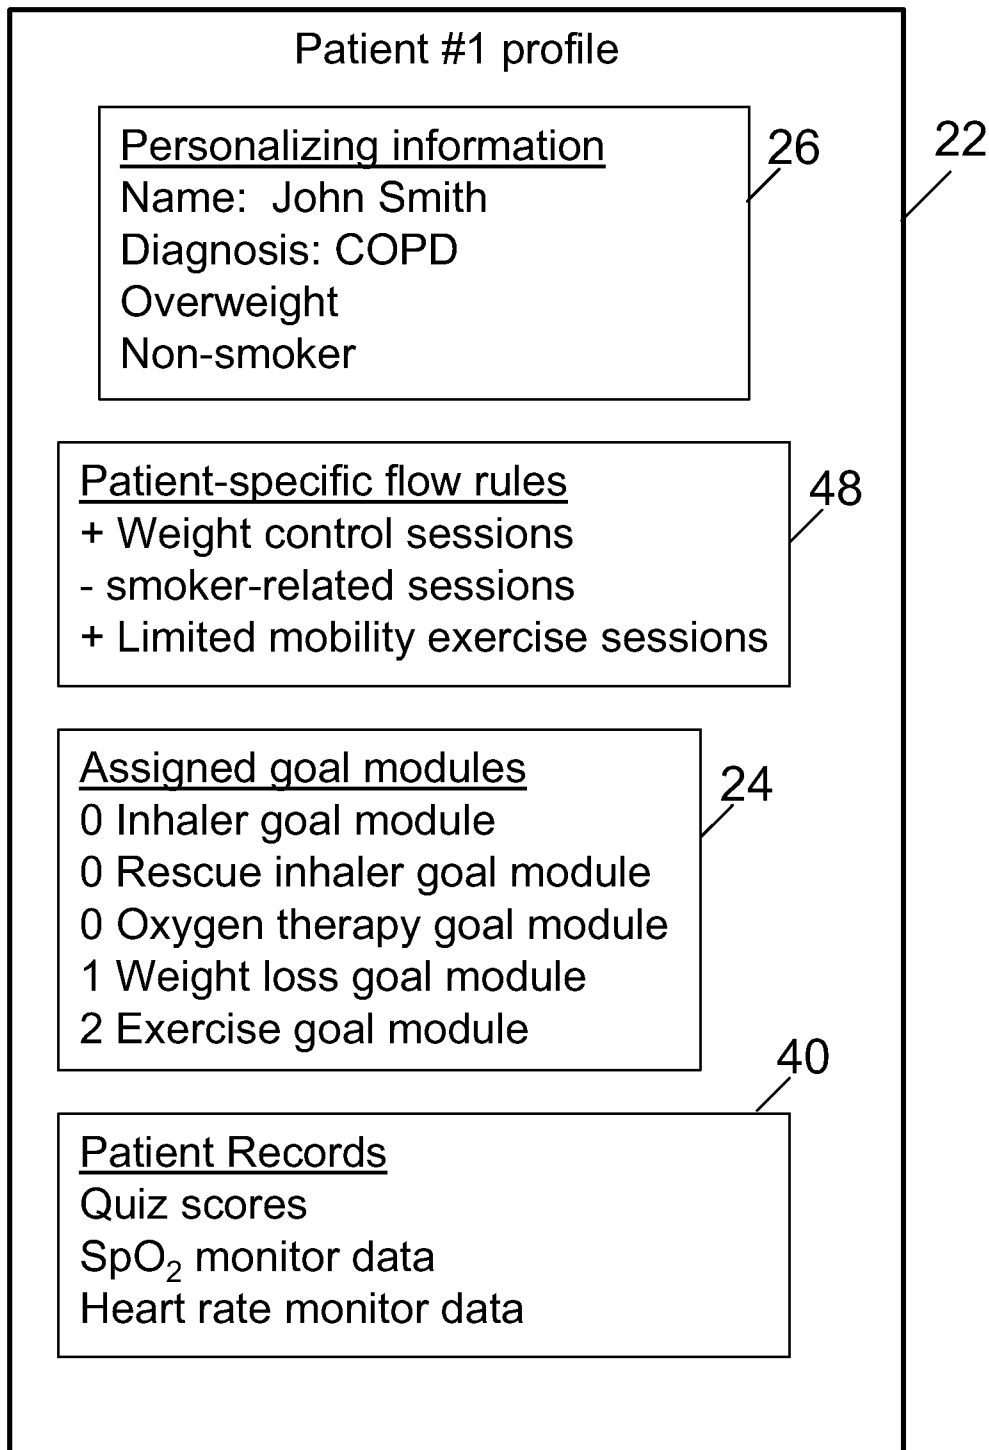 Patient #1 profile
22
Personalizing information
26
Name: John Smith
Diagnosis: COPD
Overweight
Non-smoker
Patient-specific flow rules
48
+ Weight control sessions
- smoker-related sessions
+ Limited mobility exercise sessions
Assigned goal modules
24
0 Inhaler goal module
0 Rescue inhaler goal module
0 Oxygen therapy goal module
1 Weight loss goal module
2 Exercise goal module
40
Patient Records
Quiz scores
SpO₂ monitor data
Heart rate monitor data